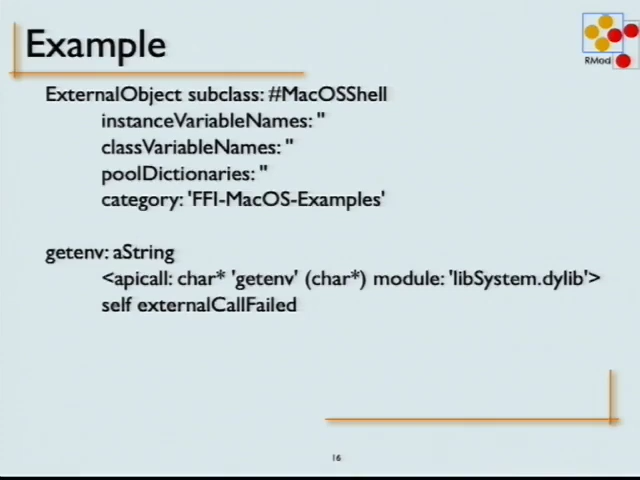 Example
RMod
ExternalObject subclass: #MacOSShell
instanceVariableNames: ''
classVariableNames: ''
poolDictionaries: ''
category: 'FFI-MacOS-Examples'
getenv: aString
<apicall: char* 'getenv' (char*) module: 'libSystem.dylib'>
self externalCallFailed
16